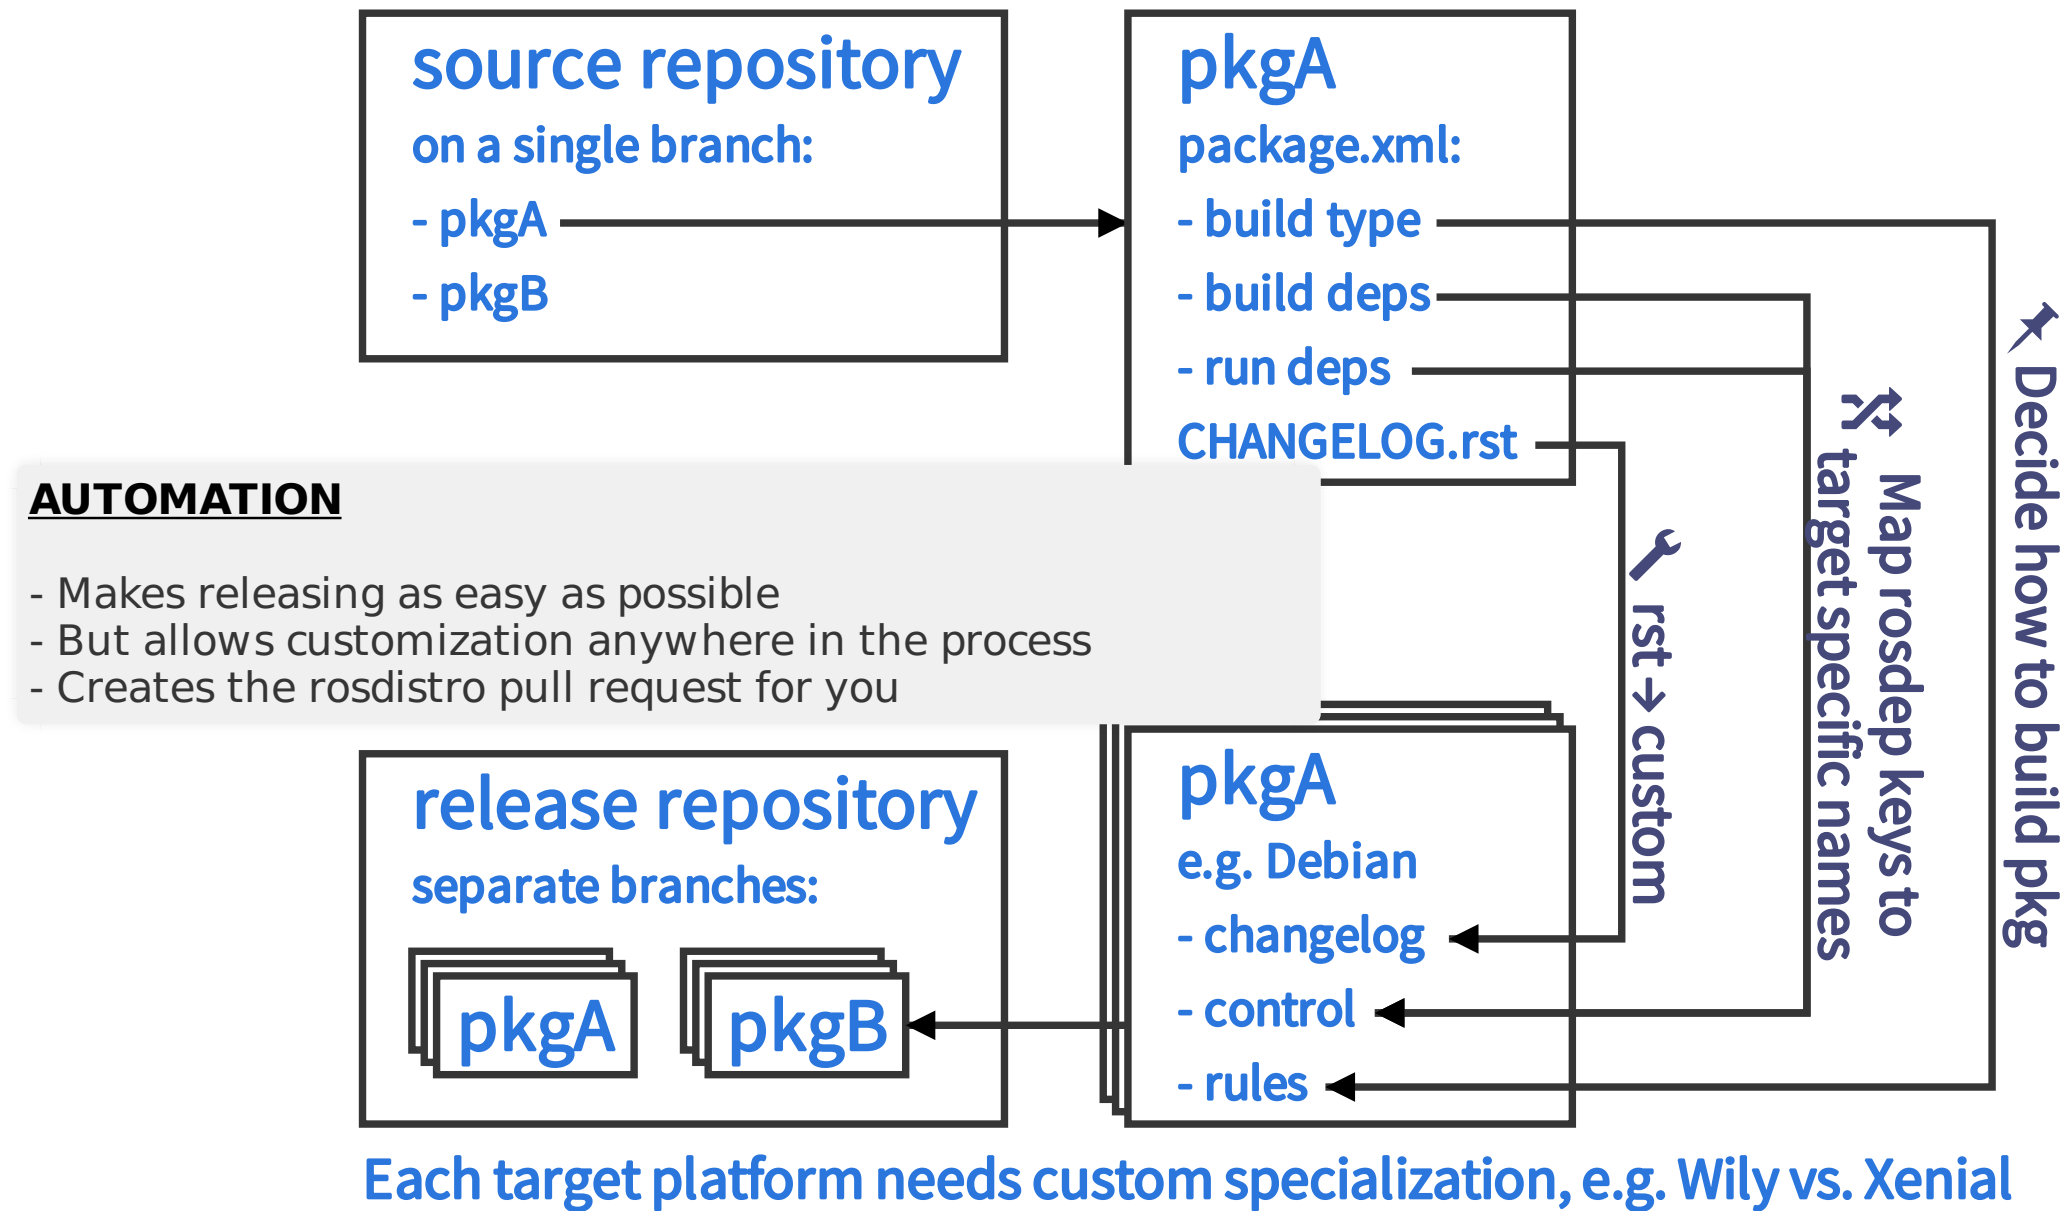 source repository
on a single branch:
- pkgA
- pkgB
pkgA
package.xml:
- build type
- build deps
- run deps
CHANGELOG.rst
AUTOMATION
- Makes releasing as easy as possible
- But allows customization anywhere in the process
- Creates the rosdistro pull request for you
rst → custom
Map rosdep keys to
target specific names
Decide how to build pkg
release repository
separate branches:
pkgA
pkgB
pkgA
e.g. Debian
- changelog
- control
- rules
Each target platform needs custom specialization, e.g. Wily vs. Xenial